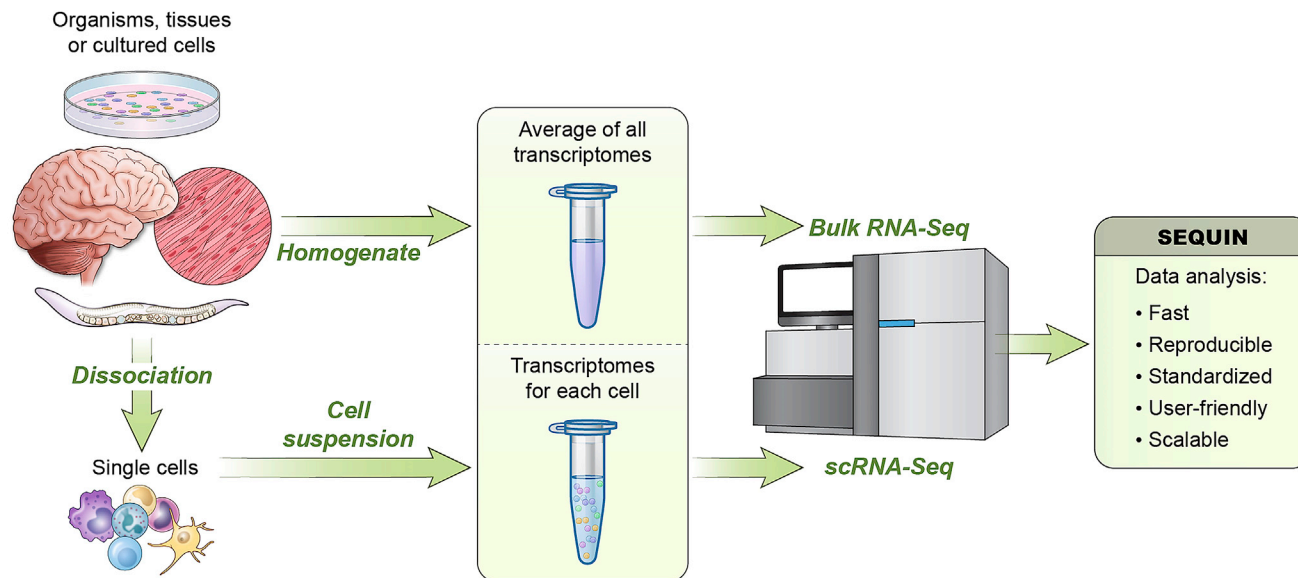 Organisms, tissues
or cultured cells
Homogenate
Dissociation
Single cells
Cell
suspension
Average of all
transcriptomes
Transcriptomes
for each cell
Bulk RNA-Seq
scRNA-Seq
SEQUIN
Data analysis:
• Fast
• Reproducible
• Standardized
• User-friendly
• Scalable